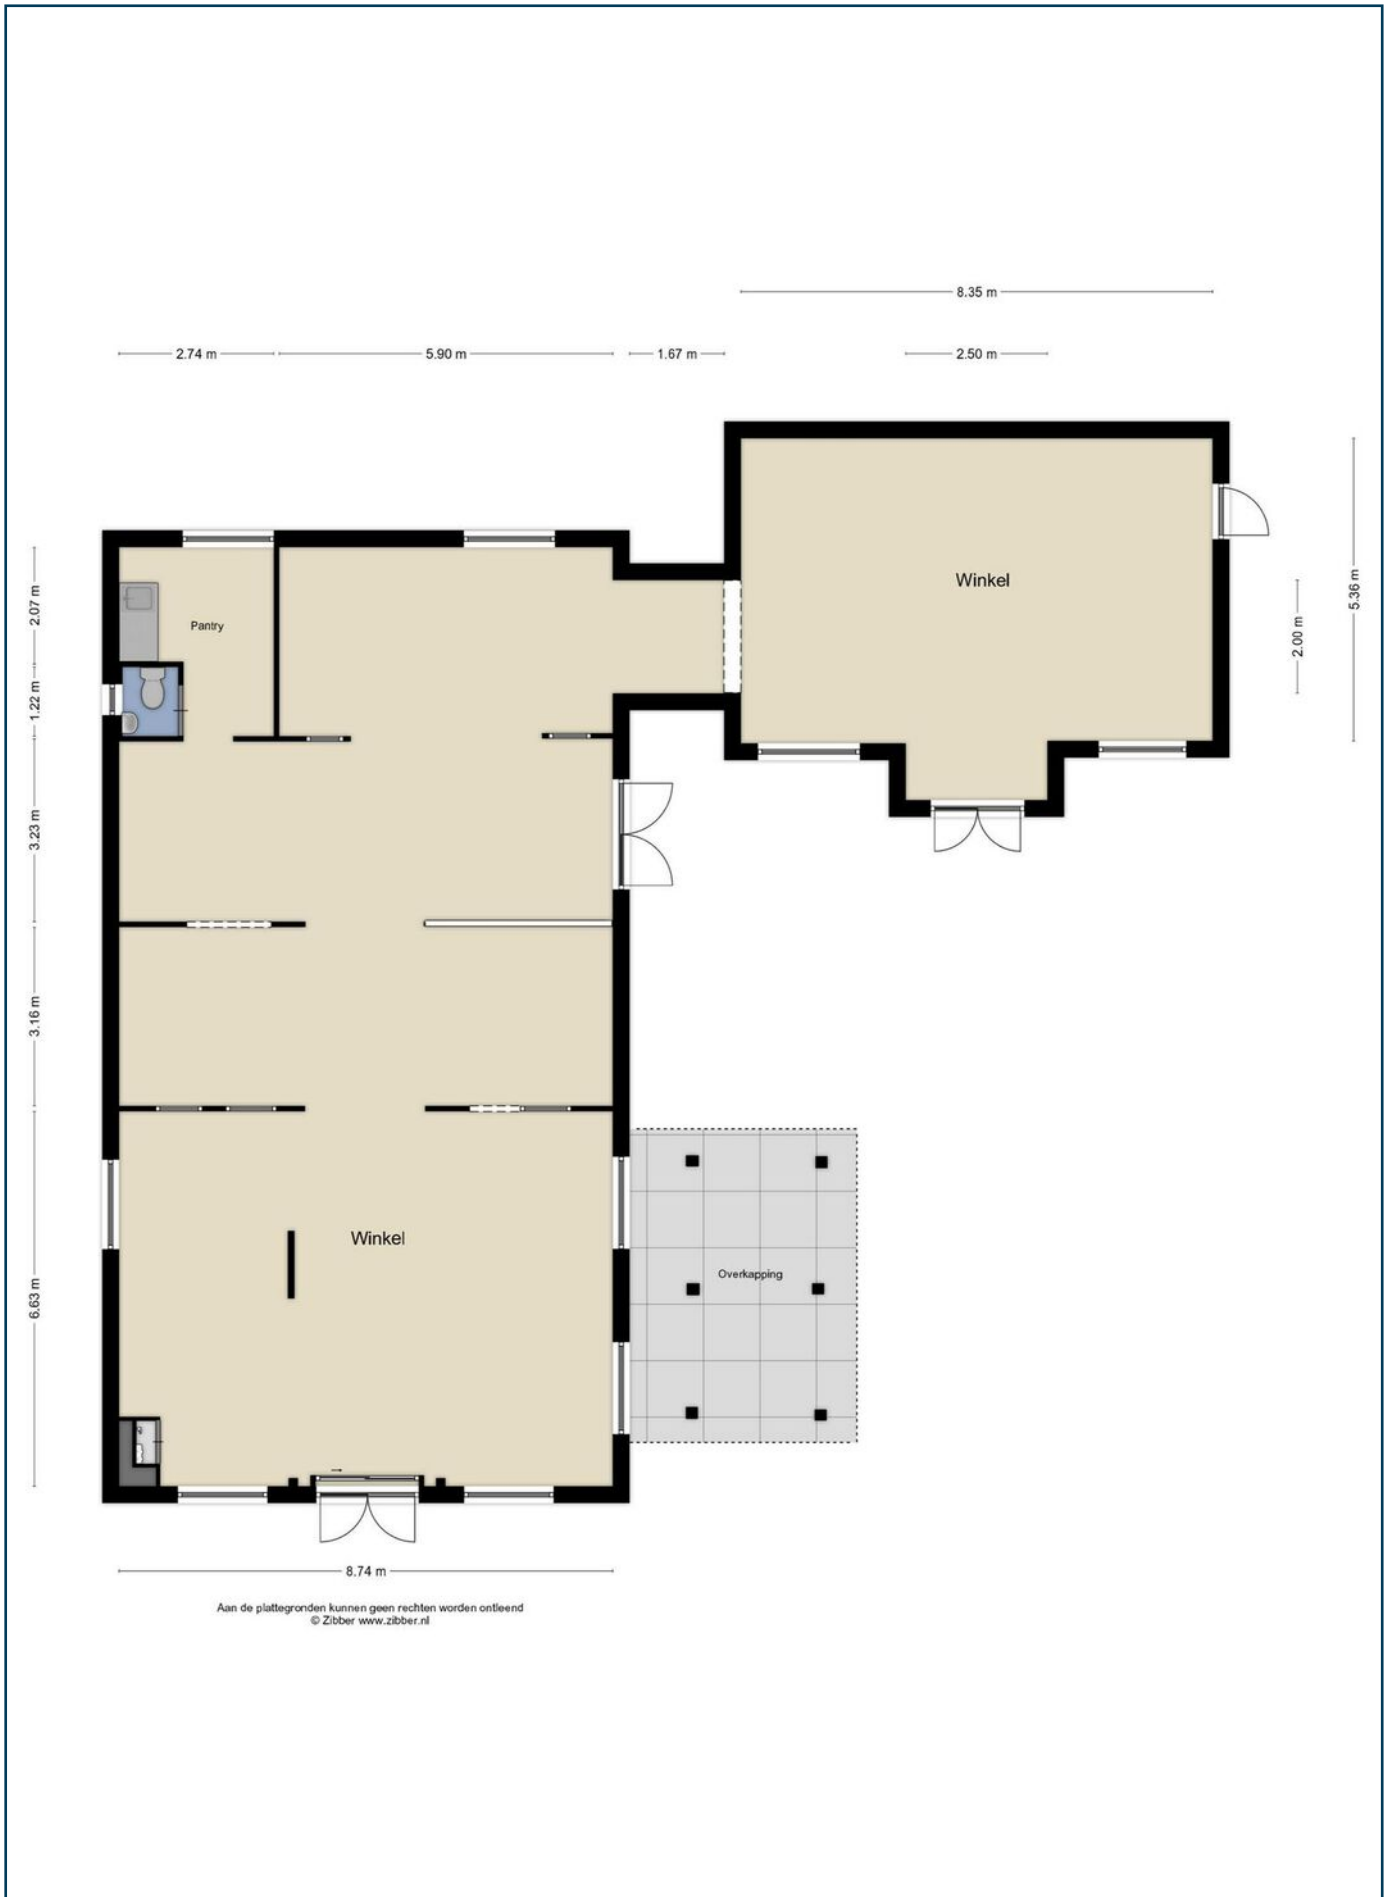 8.35 m
2.74 m
5.90 m
1.67 m
2.50 m
Winkel
5.36 m
2.00 m
2.07 m
Pantry
1.22 m
3.23 m
3.16 m
6.63 m
Winkel
Overkapping
8.74 m
Aan de plattegronden kunnen geen rechten worden ontleend
© Zibber www.zibber.nl